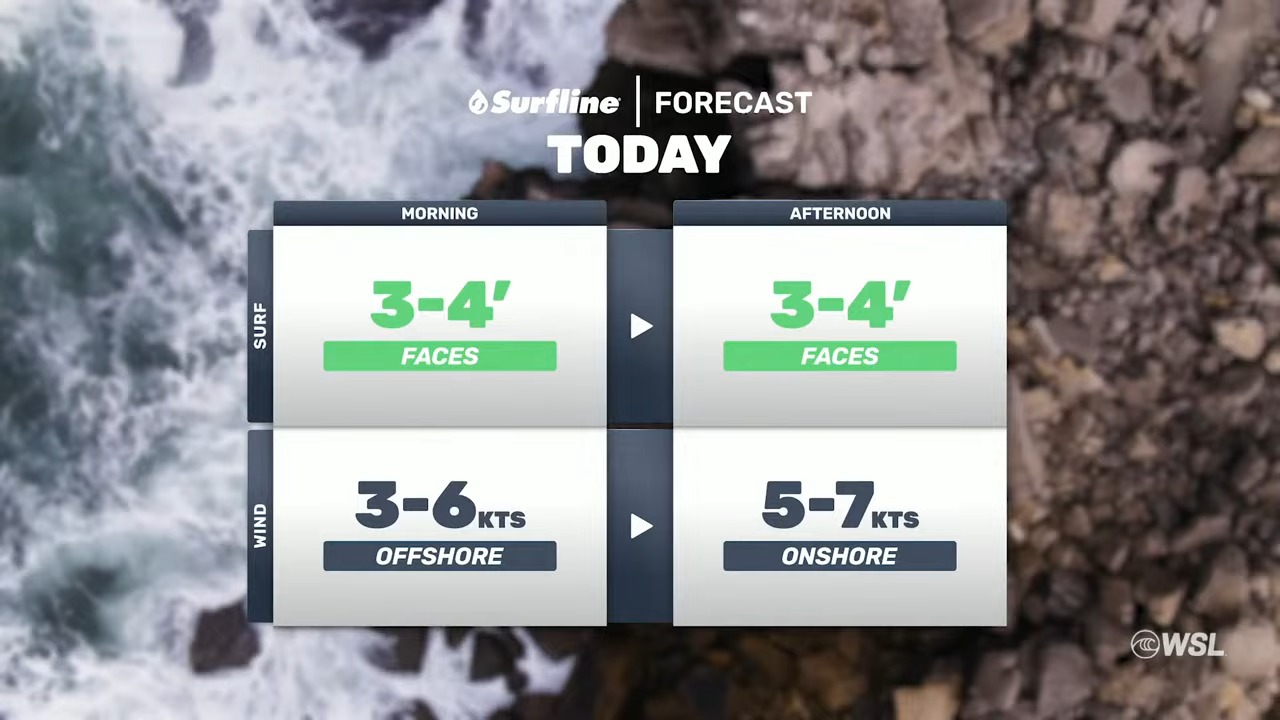 Surfline | FORECAST
TODAY
MORNING
AFTERNOON
SURF
3-4'
FACES
3-4'
FACES
WIND
3-6KTS
OFFSHORE
5-7KTS
ONSHORE
WSL